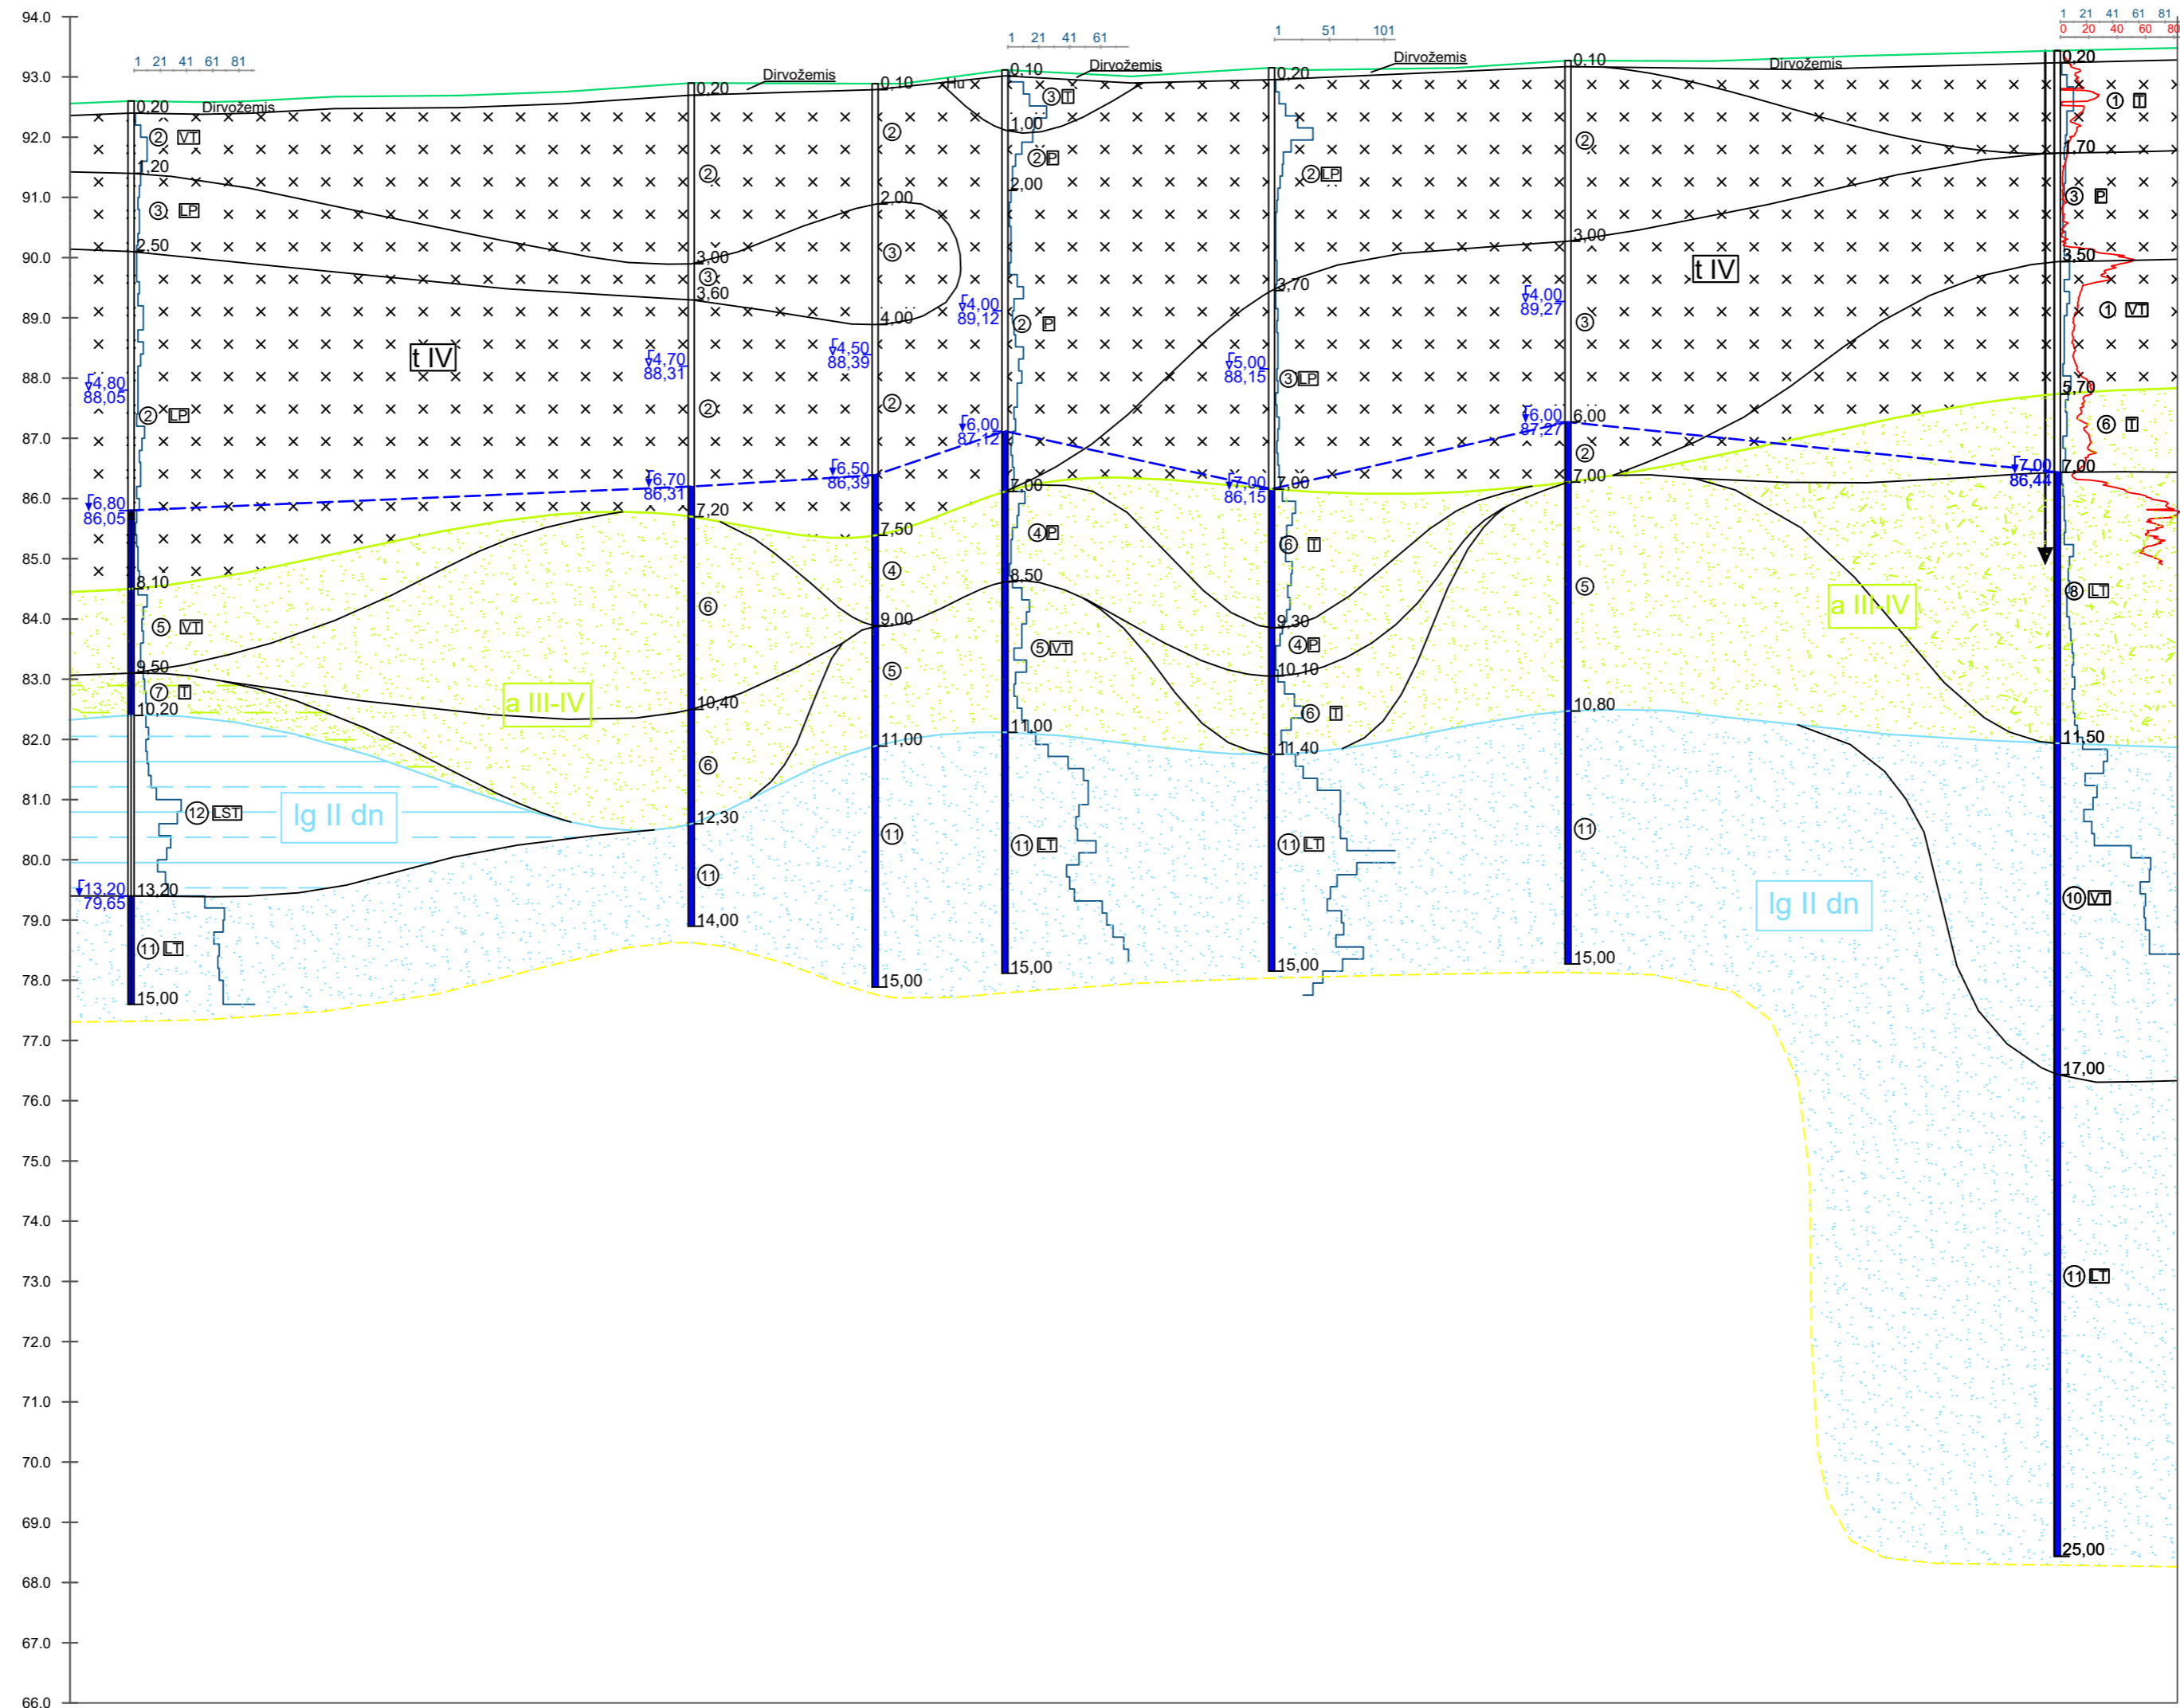 94.0
93.0
92.0
91.0
90.0
89.0
88.0
87.0
86.0
85.0
84.0
83.0
82.0
81.0
80.0
79.0
78.0
77.0
76.0
75.0
74.0
73.0
72.0
71.0
70.0
69.0
68.0
67.0
66.0
1 21 41 61 81
0,20
Dirvožemis
2 VT
1,20
3 LP
2,50
4,80
88,05
2 LP
6,80
86,05
8,10
5 VT
9,50
7 T
10,20
12 LST
13,20
79,65
13,20
11 LT
15,00
t IV
a III-IV
lg II dn
0,20
Dirvožemis
2
3,00
3
3,60
4,70
88,31
2
6,70
86,31
7,20
6
10,40
6
12,30
11
14,00
0,10
Hu
2
2,00
3
4,00
4,50
88,39
2
6,50
86,39
7,50
4
9,00
5
11,00
11
15,00
1 21 41 61
0,10
Dirvožemis
3 T
1,00
2 P
2,00
4,00
89,12
2 P
6,00
87,12
7,00
4 P
8,50
5 VT
11,00
11 LT
15,00
1 51 101
0,20
Dirvožemis
2 LP
3,70
5,00
88,15
3 LP
7,00
86,15
7,00
6 T
9,30
4 P
10,10
6 T
11,40
11 LT
15,00
0,10
Dirvožemis
2
3,00
t IV
4,00
89,27
3
6,00
87,27
6,00
2
7,00
5
a III-IV
10,80
11
lg II dn
15,00
1 21 41 61 81
0 20 40 60 80
0,20
1 T
1,70
3 P
3,50
1 VT
5,70
6 T
7,00
86,44
7,00
8 LT
11,50
10 VT
17,00
11 LT
25,00